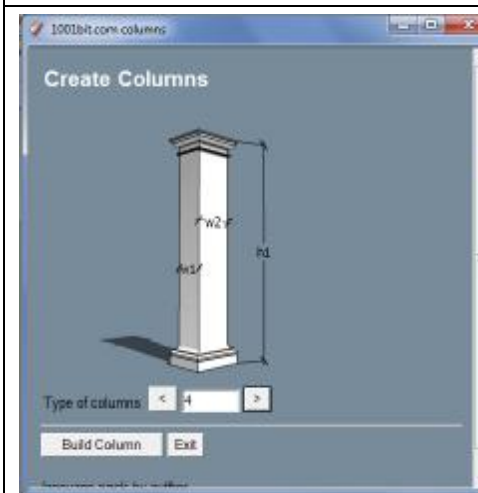 1001bit.com columns
Create Columns
w2
w1
h1
Type of columns < 4 >
Build Column Exit